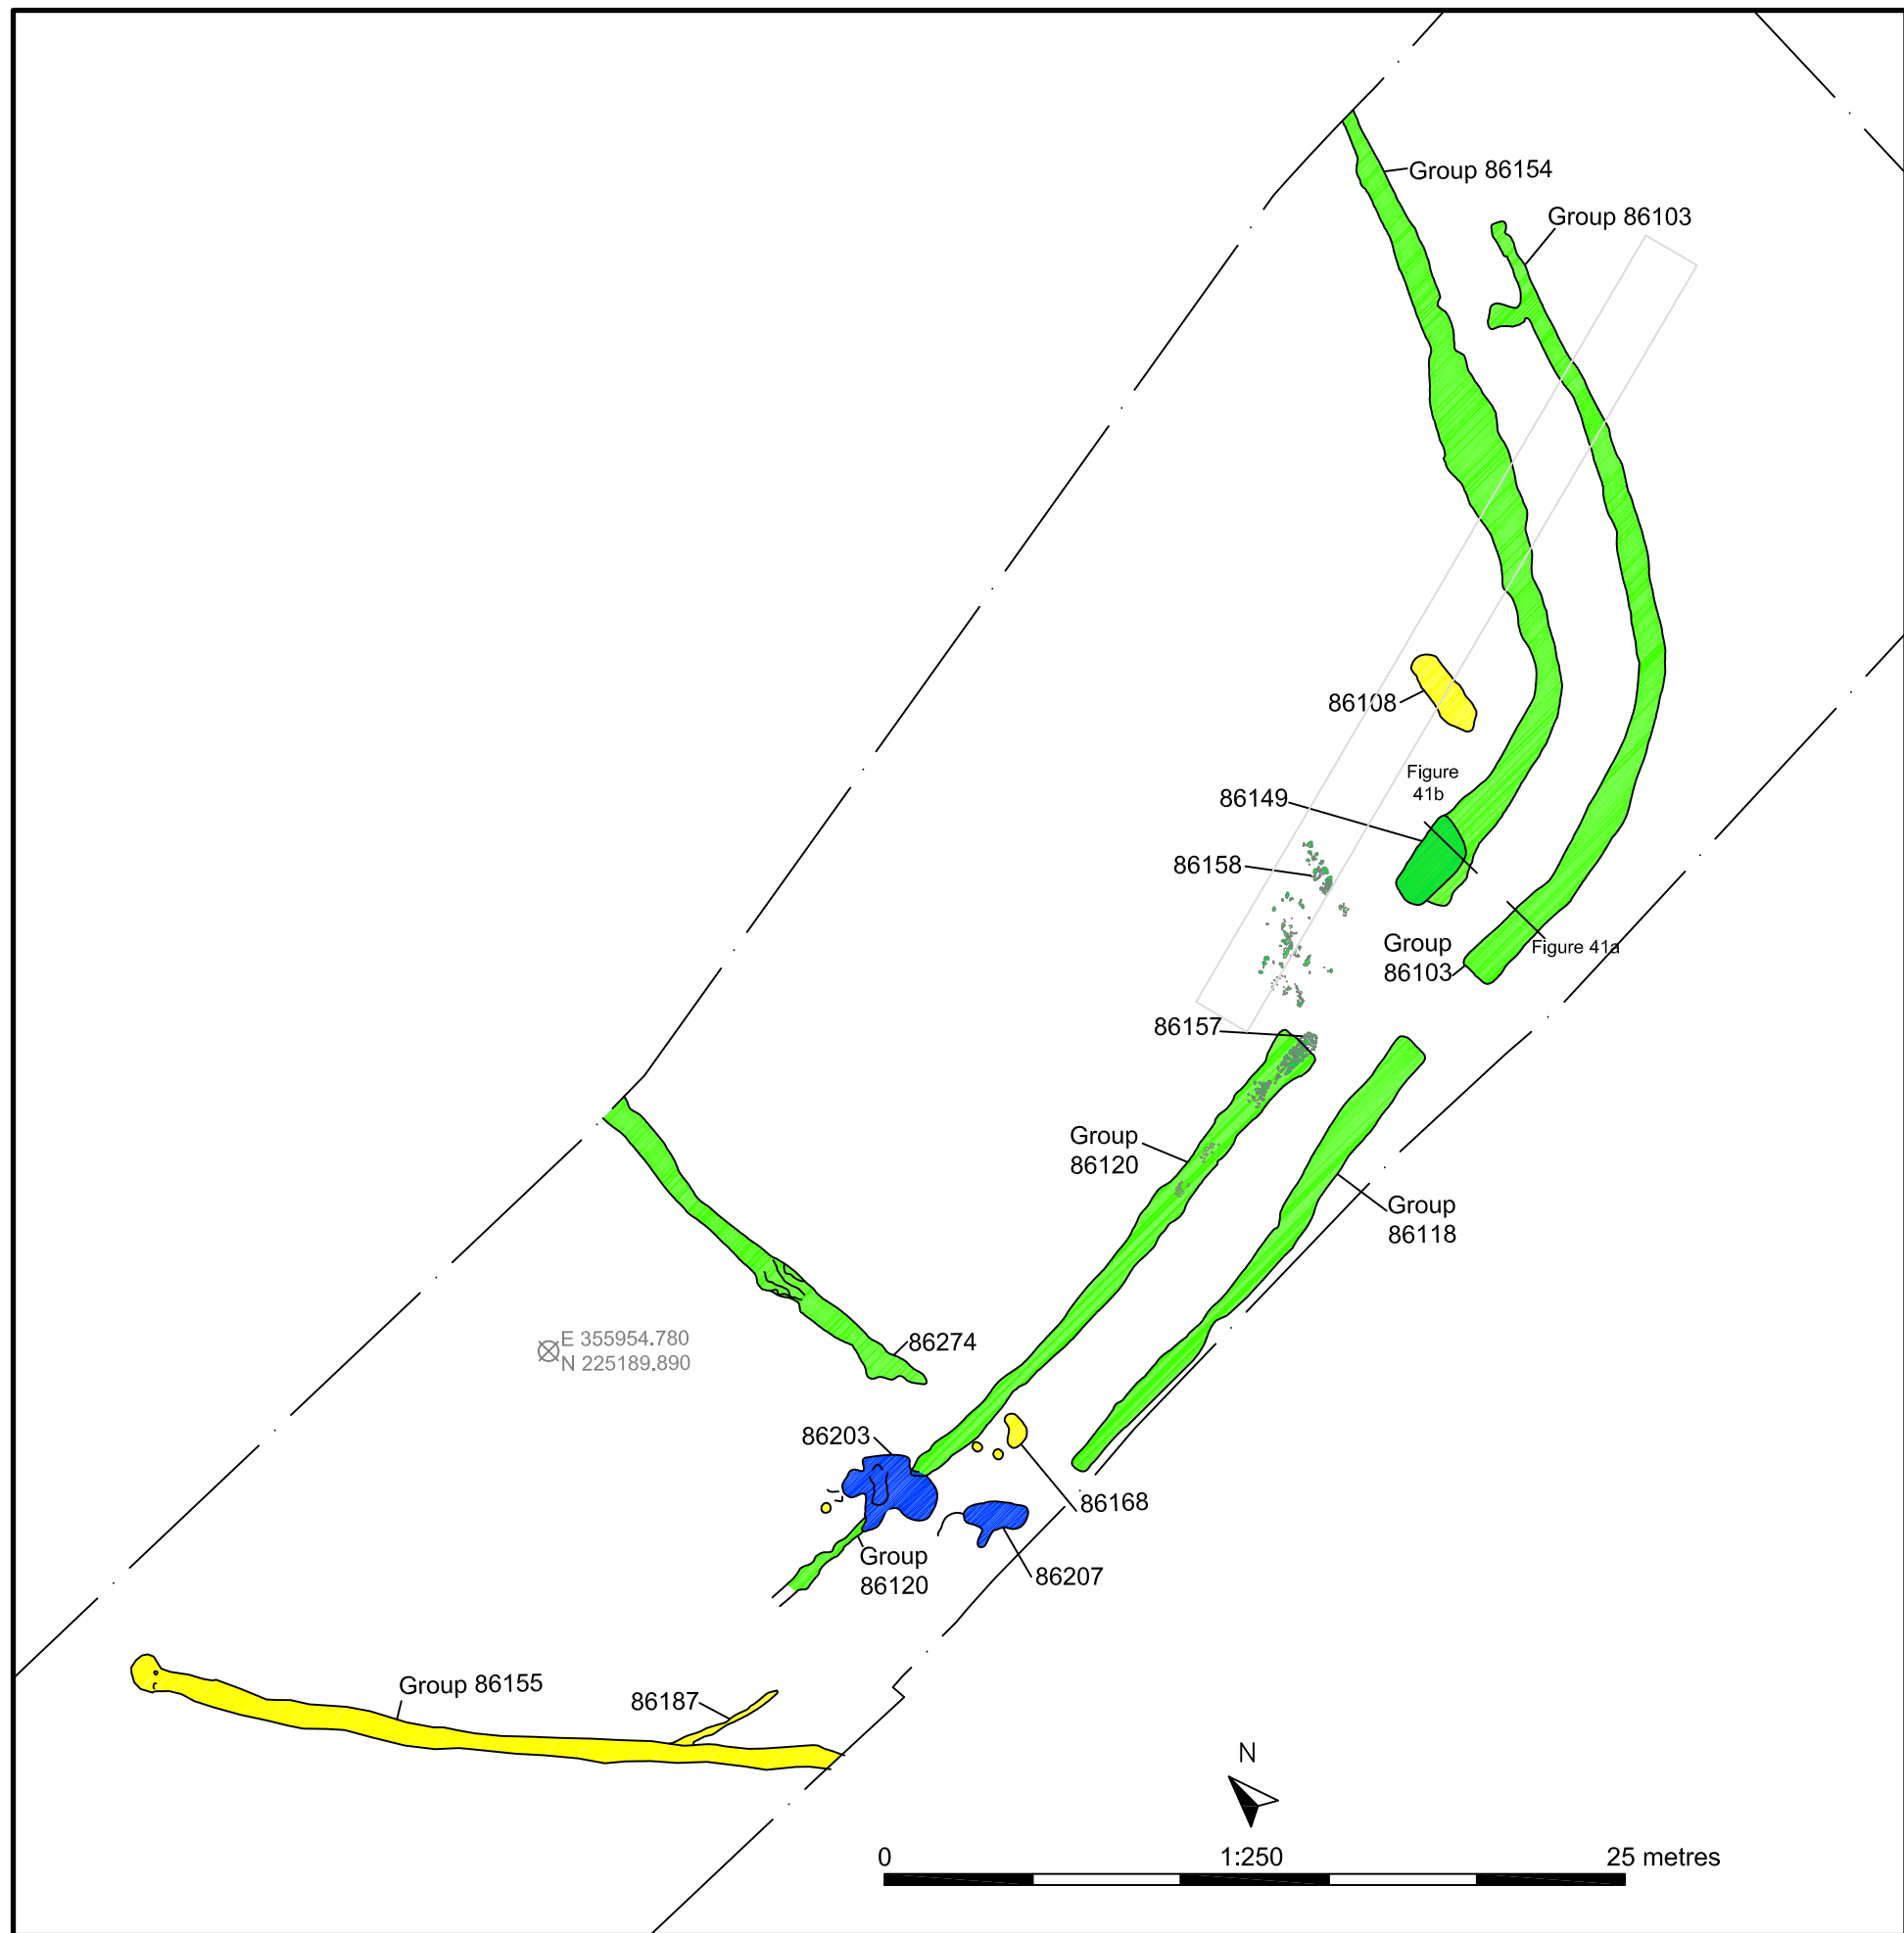 Group 86154
Group 86103
86108
Figure
41b
86149
86158
Group
86103
Figure 41a
86157
Group
86120
Group
86118
E 355954.780
N 225189.890
86274
86203
86168
Group
86120
86207
Group 86155
86187
N
0
1:250
25 metres